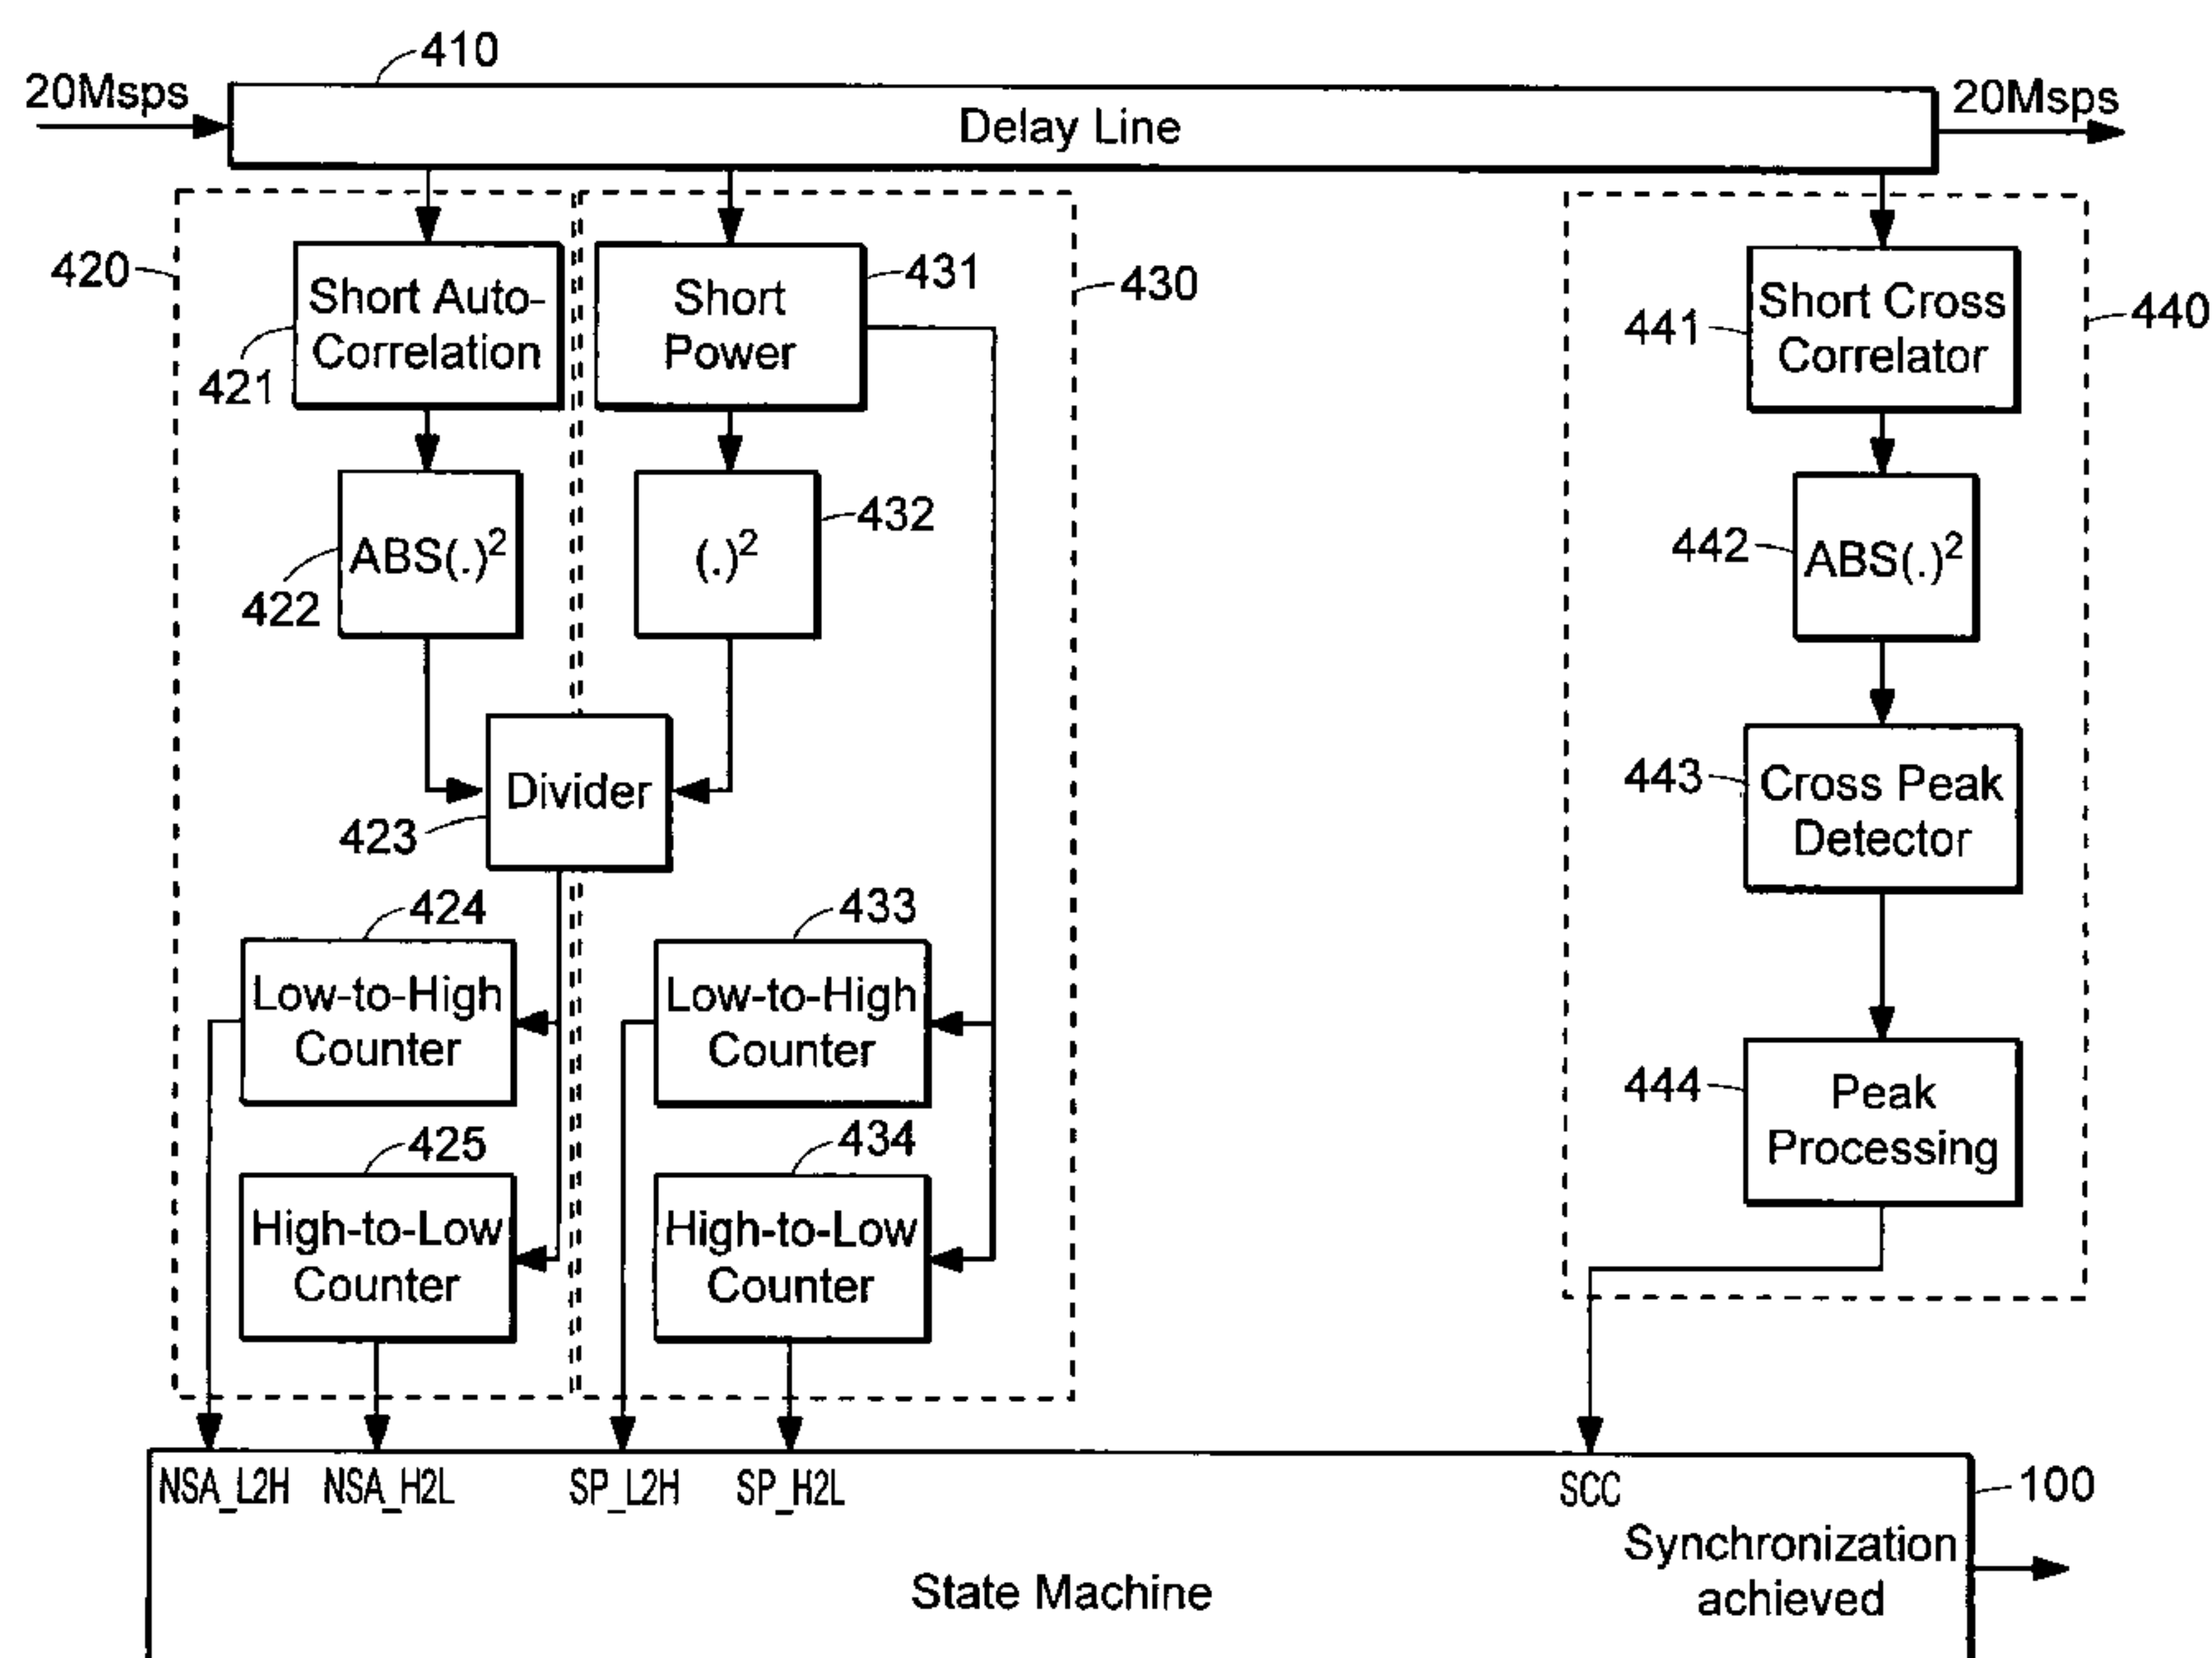 410
20Msps
Delay Line
20Msps
420
Short Auto-
Correlation
421
Short
Power
431
430
Short Cross
Correlator
441
440
ABS(.)²
422
(.)²
432
ABS(.)²
442
Divider
423
Cross Peak
Detector
443
424
Low-to-High
Counter
433
Low-to-High
Counter
425
High-to-Low
Counter
434
High-to-Low
Counter
444
Peak
Processing
NSA_L2H
NSA_H2L
SP_L2H
SP_H2L
SCC
100
Synchronization
achieved
State Machine